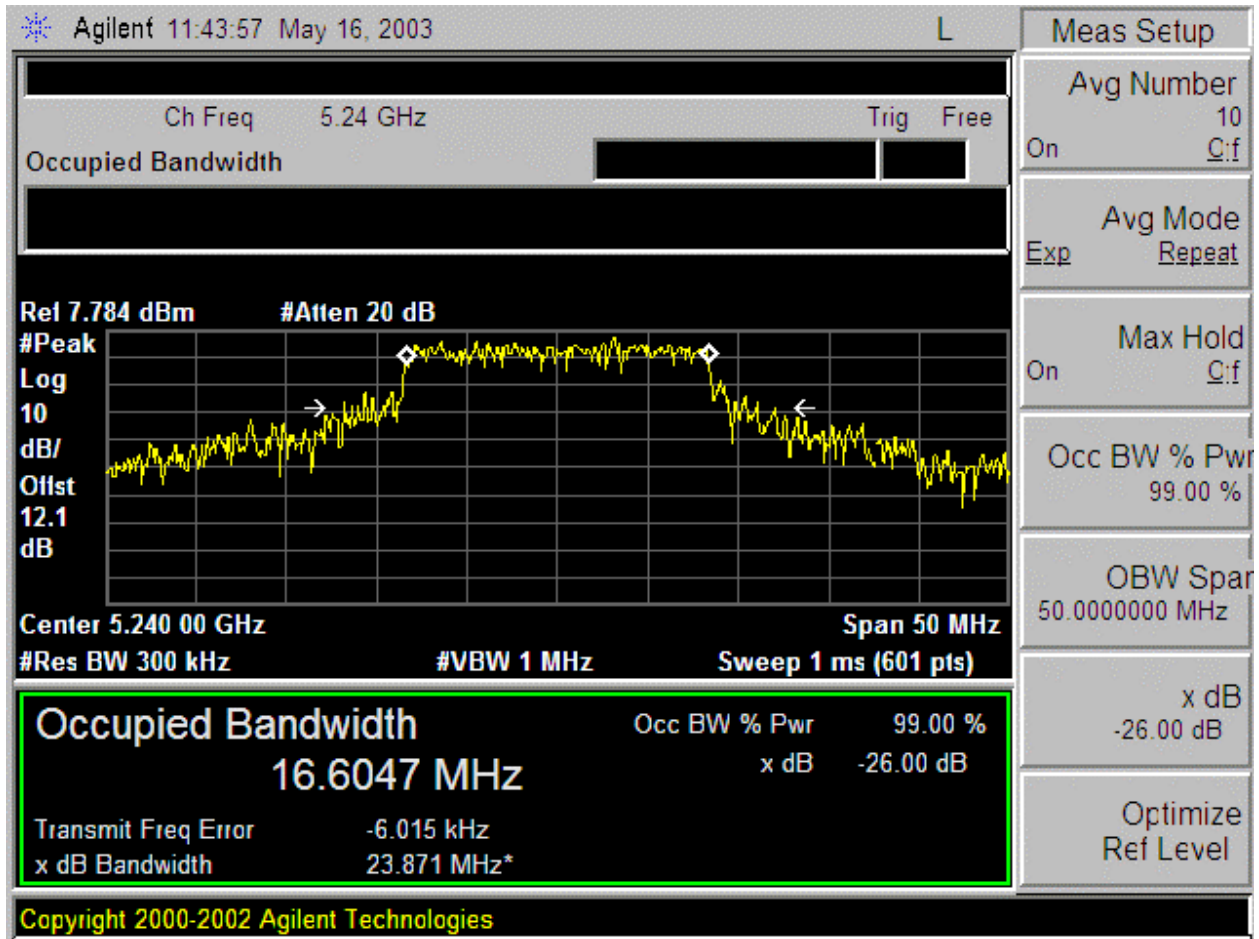 Agilent 11:43:57 May 16, 2003 L
Meas Setup
Ch Freq 5.24 GHz Trig Free
Occupied Bandwidth
Ref 7.784 dBm #Atten 20 dB
#Peak
Log
10
dB/
Offst
12.1
dB
Center 5.240 00 GHz Span 50 MHz
#Res BW 300 kHz #VBW 1 MHz Sweep 1 ms (601 pts)
Occupied Bandwidth
16.6047 MHz
Occ BW % Pwr 99.00 %
x dB -26.00 dB
Transmit Freq Error -6.015 kHz
x dB Bandwidth 23.871 MHz*
Copyright 2000-2002 Agilent Technologies
Avg Number
10
On Off
Avg Mode
Exp Repeat
Max Hold
On Off
Occ BW % Pwr
99.00 %
OBW Span
50.0000000 MHz
x dB
-26.00 dB
Optimize
Ref Level